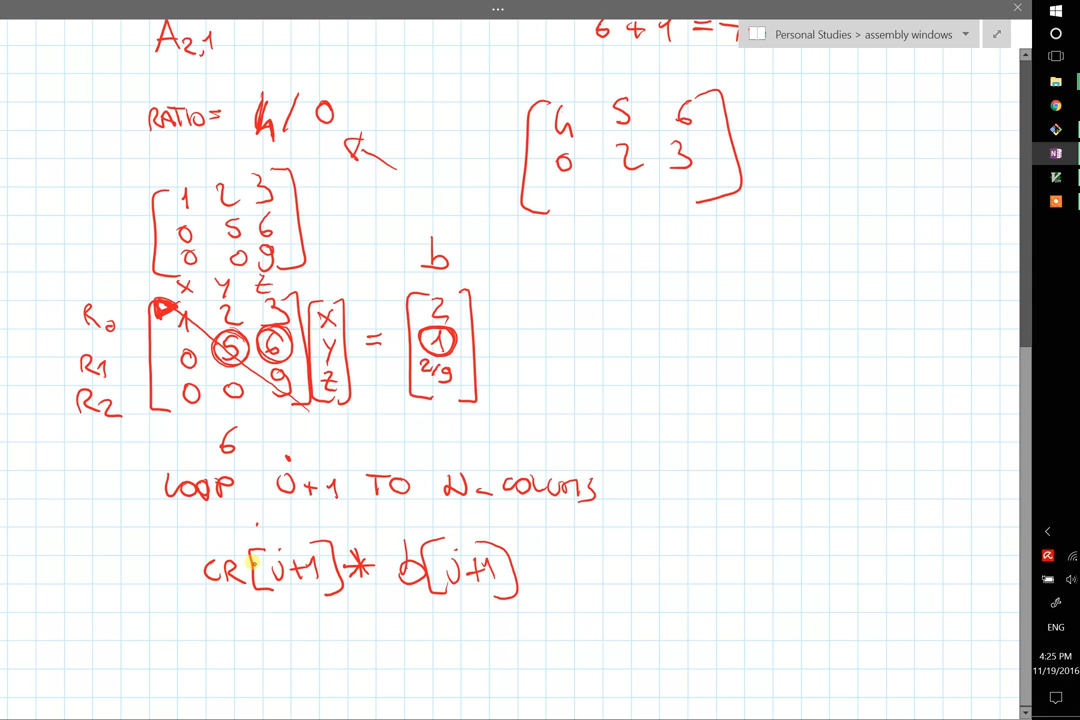 ...
Personal Studies > assembly windows
A2,1
6 + 4 = -
RATIO= 4 / 0
4 5 6
0 2 3
1 2 3
0 5 6
0 0 9
b
X Y Z
R0 1 2 3 X = 2
R1 0 5 6 Y 1
R2 0 0 9 Z 2/9
6
LOOP i+1 TO N-COLUMS
CR[j+1] * b[j+1]
ENG
4:25 PM
11/19/2016